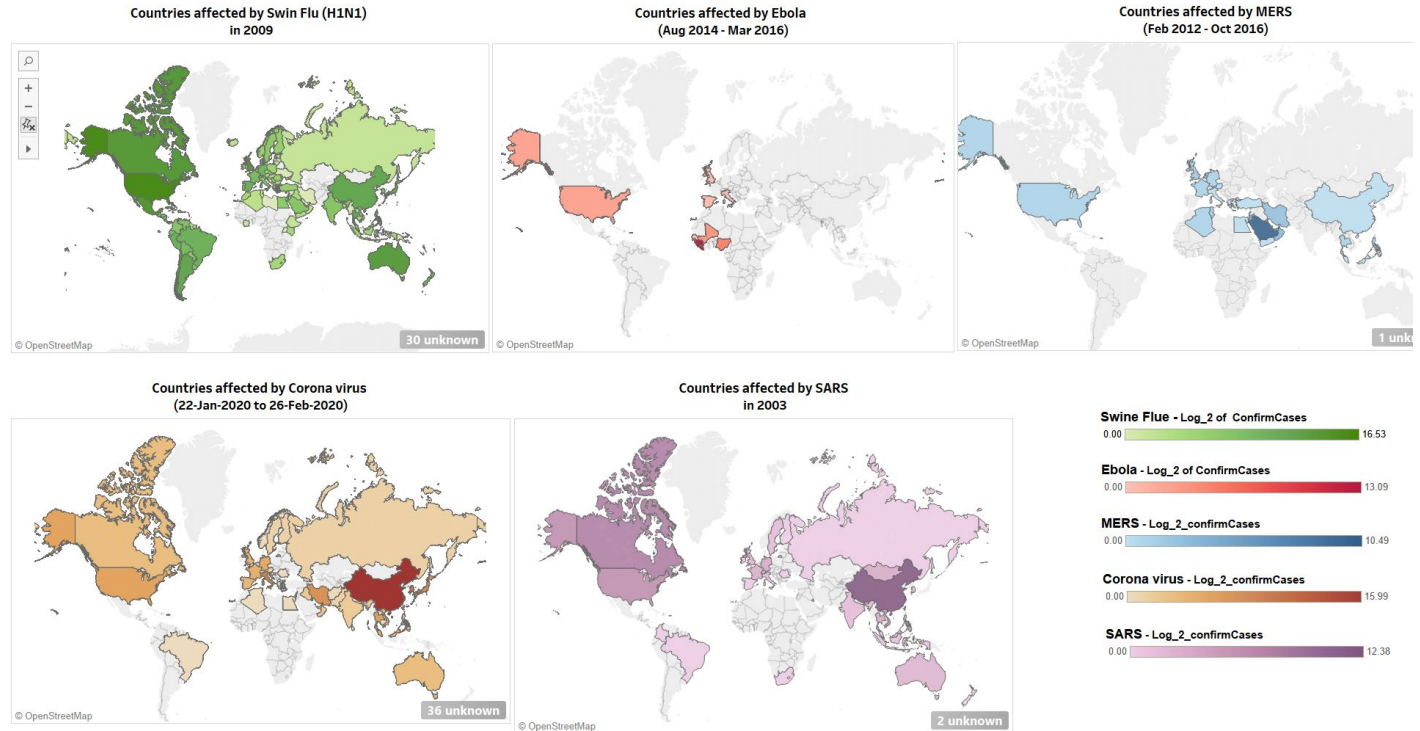 Countries affected by Swin Flu (H1N1)
in 2009
Countries affected by Ebola
(Aug 2014 - Mar 2016)
Countries affected by MERS
(Feb 2012 - Oct 2016)
30 unknown
© OpenStreetMap
© OpenStreetMap
1 unkn
© OpenStreetMap
Countries affected by Corona virus
(22-Jan-2020 to 26-Feb-2020)
Countries affected by SARS
in 2003
36 unknown
© OpenStreetMap
2 unknown
© OpenStreetMap
Swine Flue - Log_2 of ConfirmCases
0.00 16.53
Ebola - Log_2 of ConfirmCases
0.00 13.09
MERS - Log_2_confirmCases
0.00 10.49
Corona virus - Log_2_confirmCases
0.00 15.99
SARS - Log_2_confirmCases
0.00 12.38